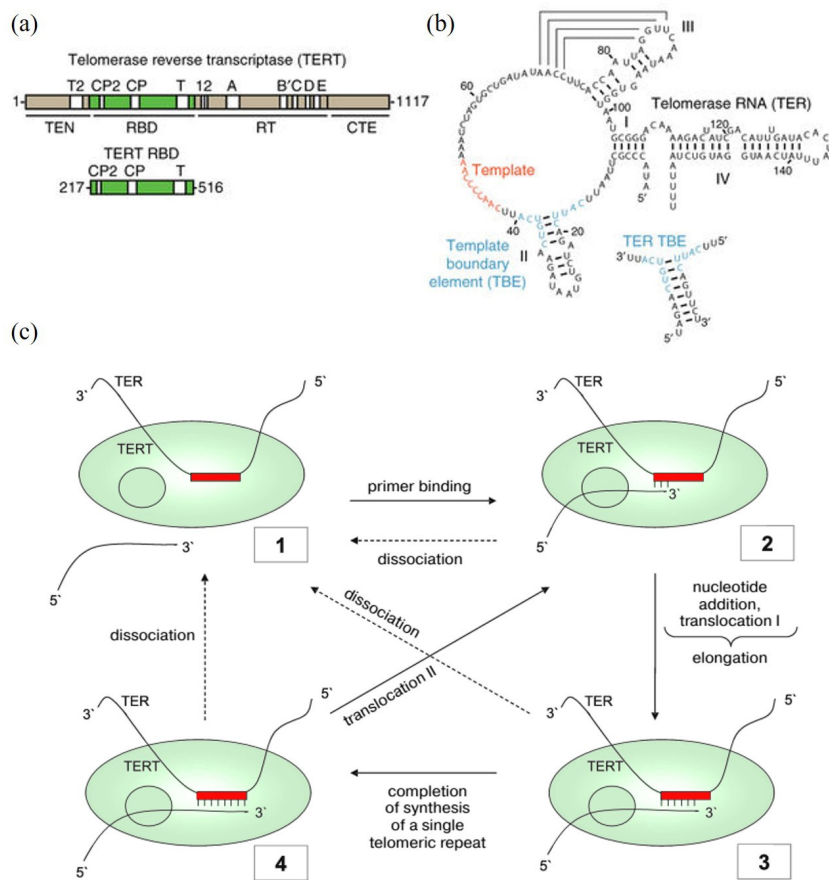 (a)
Telomerase reverse transcriptase (TERT)
T2 CP2 CP T 12 A B'C D E
1 1117
TEN RBD RT CTE
TERT RBD
CP2 CP T
217 516
(b)
III
80
60
100
I
Telomerase RNA (TER)
120
140
IV
5'
Template
40
20
II
Template
boundary
element (TBE)
TER TBE
3'UUACUG UUACUU5'
5' 3'
(c)
TER
3`
5`
TERT
3`
5`
1
primer binding
dissociation
TER
3`
5`
TERT
3`
5`
2
dissociation
dissociation
translocation II
nucleotide
addition,
translocation I
elongation
TER
3`
5`
TERT
3`
5`
4
completion
of synthesis
of a single
telomeric repeat
TER
3`
5`
TERT
3`
5`
3